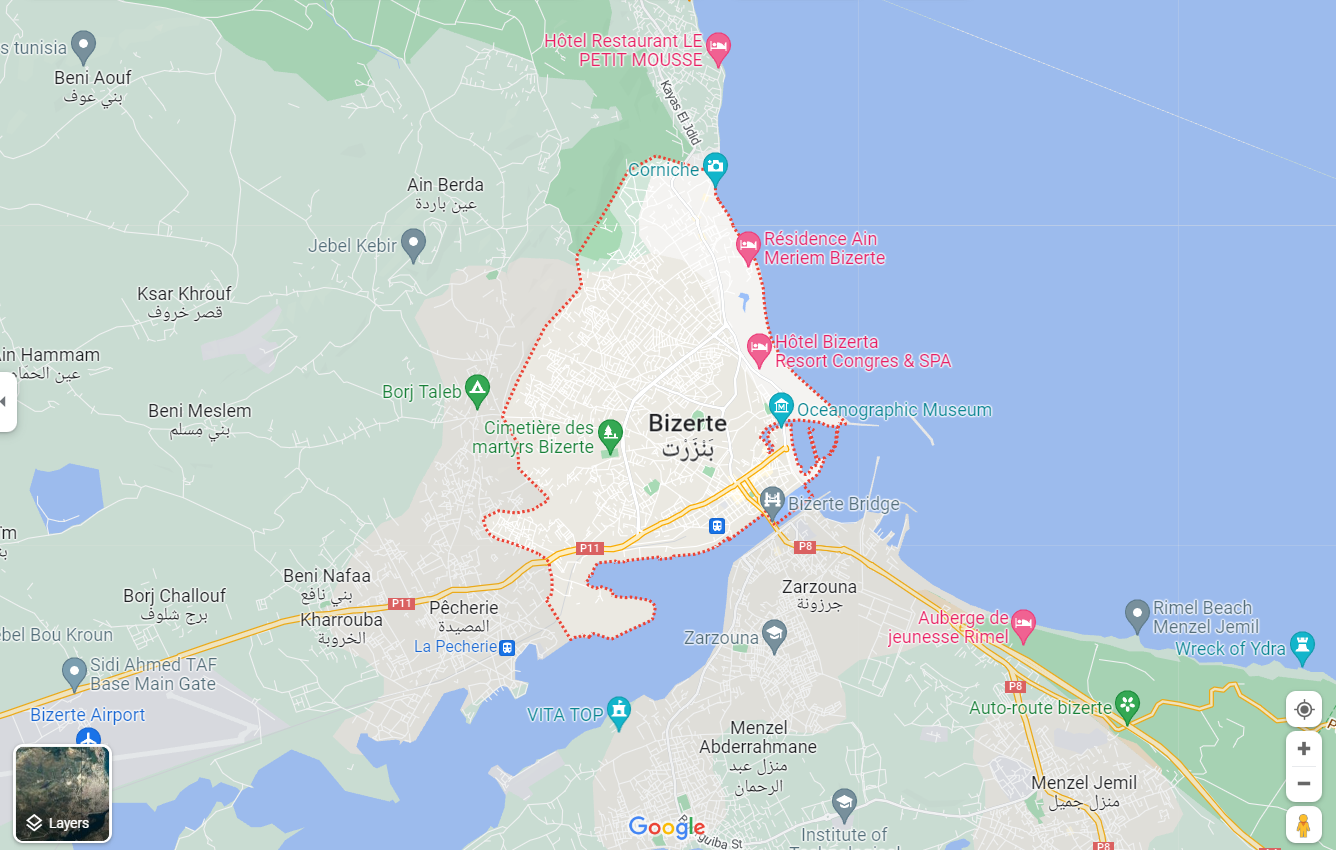 Hôtel Restaurant LE
PETIT MOUSSE
s tunisia
Beni Aouf
بني عوف
Kayas El Jdid
Corniche
Ain Berda
عين باردة
Jebel Kebir
Résidence Ain
Meriem Bizerte
Ksar Khrouf
قصر خروف
Hôtel Bizerta
Resort Congres & SPA
in Hammam
عين الحمام
Borj Taleb
Beni Meslem
بني مسلم
Oceanographic Museum
Cimetière des
martyrs Bizerte
Bizerte
بَنْزَرْت
Bizerte Bridge
P11
P8
Beni Nafaa
بني نافع
Zarzouna
جرزونة
Borj Challouf
برج شلوف
P11
Pêcherie
المصيدة
Kharrouba
الخروبة
La Pecherie
Auberge de
jeunesse Rimel
Rimel Beach
Menzel Jemil
ebel Bou Kroun
Zarzouna
Wreck of Ydra
Sidi Ahmed TAF
Base Main Gate
P8
Auto-route bizerte
Bizerte Airport
VITA TOP
Menzel
Abderrahmane
منزل عبد
الرحمان
Menzel Jemil
منزل جميل
Layers
Google
guiba St
Institute of
P8